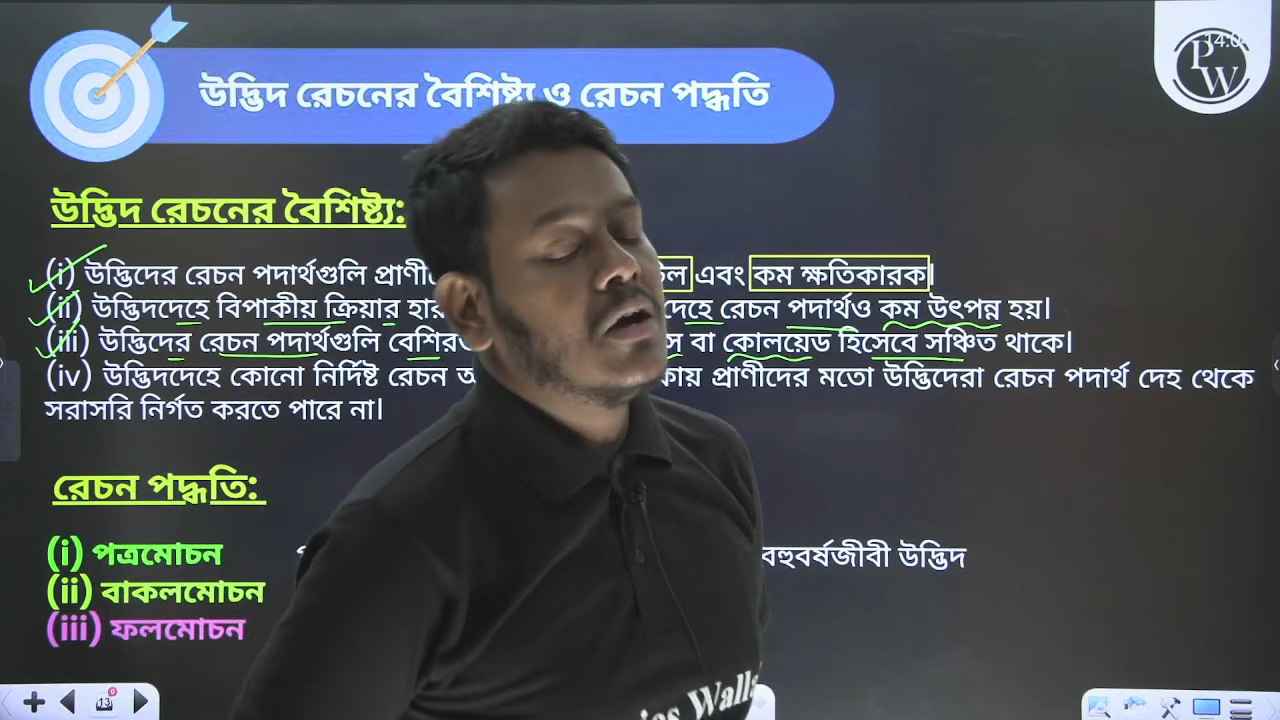 উদ্ভিদ রেচনের বৈশিষ্ট্য ও রেচন পদ্ধতি
14:0
PW
উদ্ভিদ রেচনের বৈশিষ্ট্য:
(i) উদ্ভিদের রেচন পদার্থগুলি এবং কম ক্ষতিকারক।
(ii) উদ্ভিদদেহে বিপাকীয় ক্রিয়ার রেচন পদার্থও কম উৎপন্ন হয়।
(iii) উদ্ভিদের রেচন পদার্থগুলি বা কোলয়েড হিসেবে সঞ্চিত থাকে।
(iv) উদ্ভিদদেহে কোনো নির্দিষ্ট রেচন প্রাণীদের মতো উদ্ভিদেরা রেচন পদার্থ দেহ থেকে
সরাসরি নির্গত করতে পারে না।
রেচন পদ্ধতি:
(i) পত্রমোচন বহুবর্ষজীবী উদ্ভিদ
(ii) বাকলমোচন
(iii) ফলমোচন
13